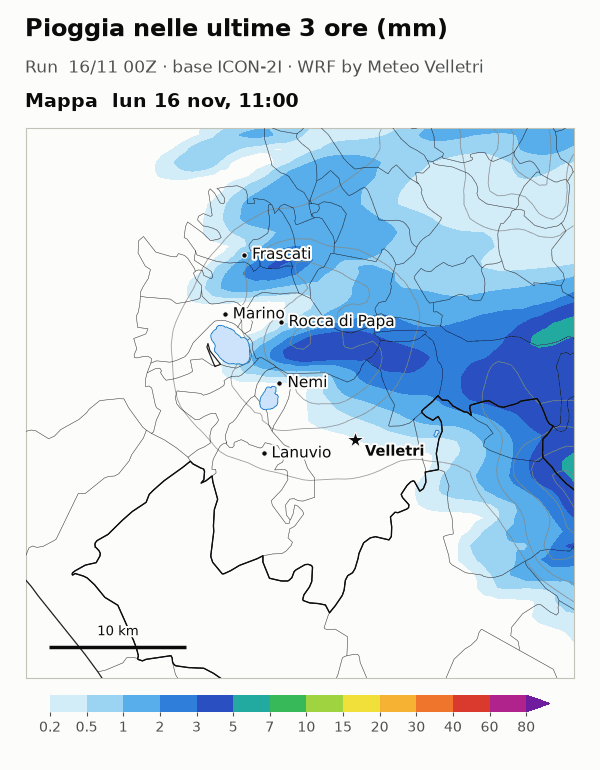 Pioggia nelle ultime 3 ore (mm)
Run  16/11 00Z · base ICON-2I · WRF by Meteo Velletri
Mappa  lun 16 nov, 11:00
Frascati
Marino
Rocca di Papa
Nemi
Velletri
Lanuvio
10 km
0.2 0.5 1 2 3 5 7 10 15 20 30 40 60 80